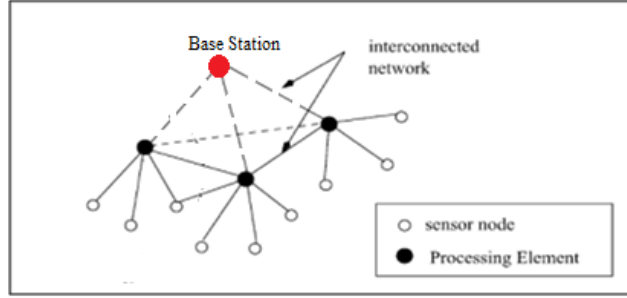 Base Station
interconnected
network
sensor node
Processing Element